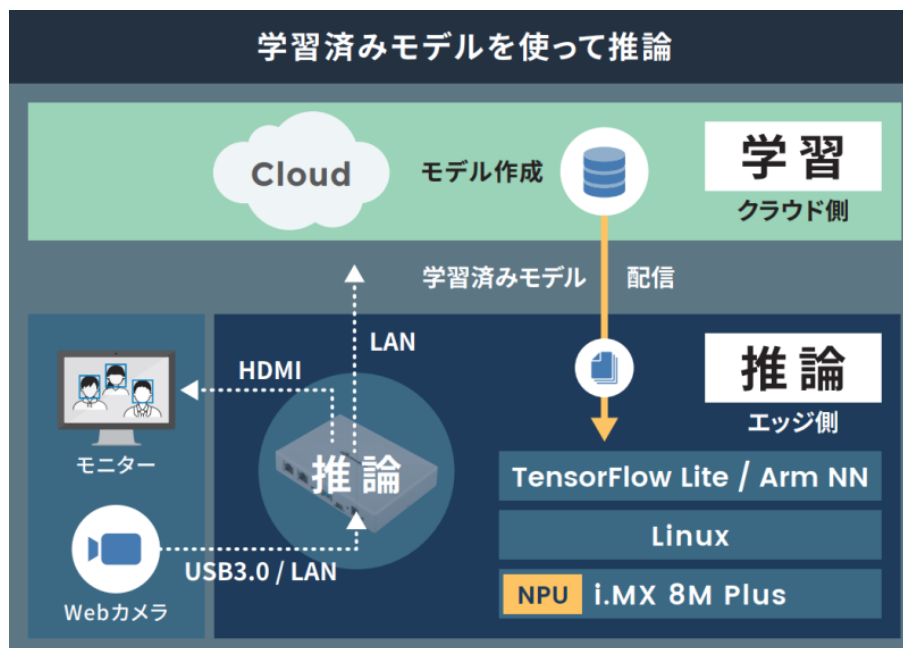 学習済みモデルを使って推論
Cloud
モデル作成
学習
クラウド側
学習済みモデル
配信
LAN
HDMI
推論
エッジ側
モニター
推論
TensorFlow Lite / Arm NN
Linux
NPU
i.MX 8M Plus
USB3.0 / LAN
Webカメラ